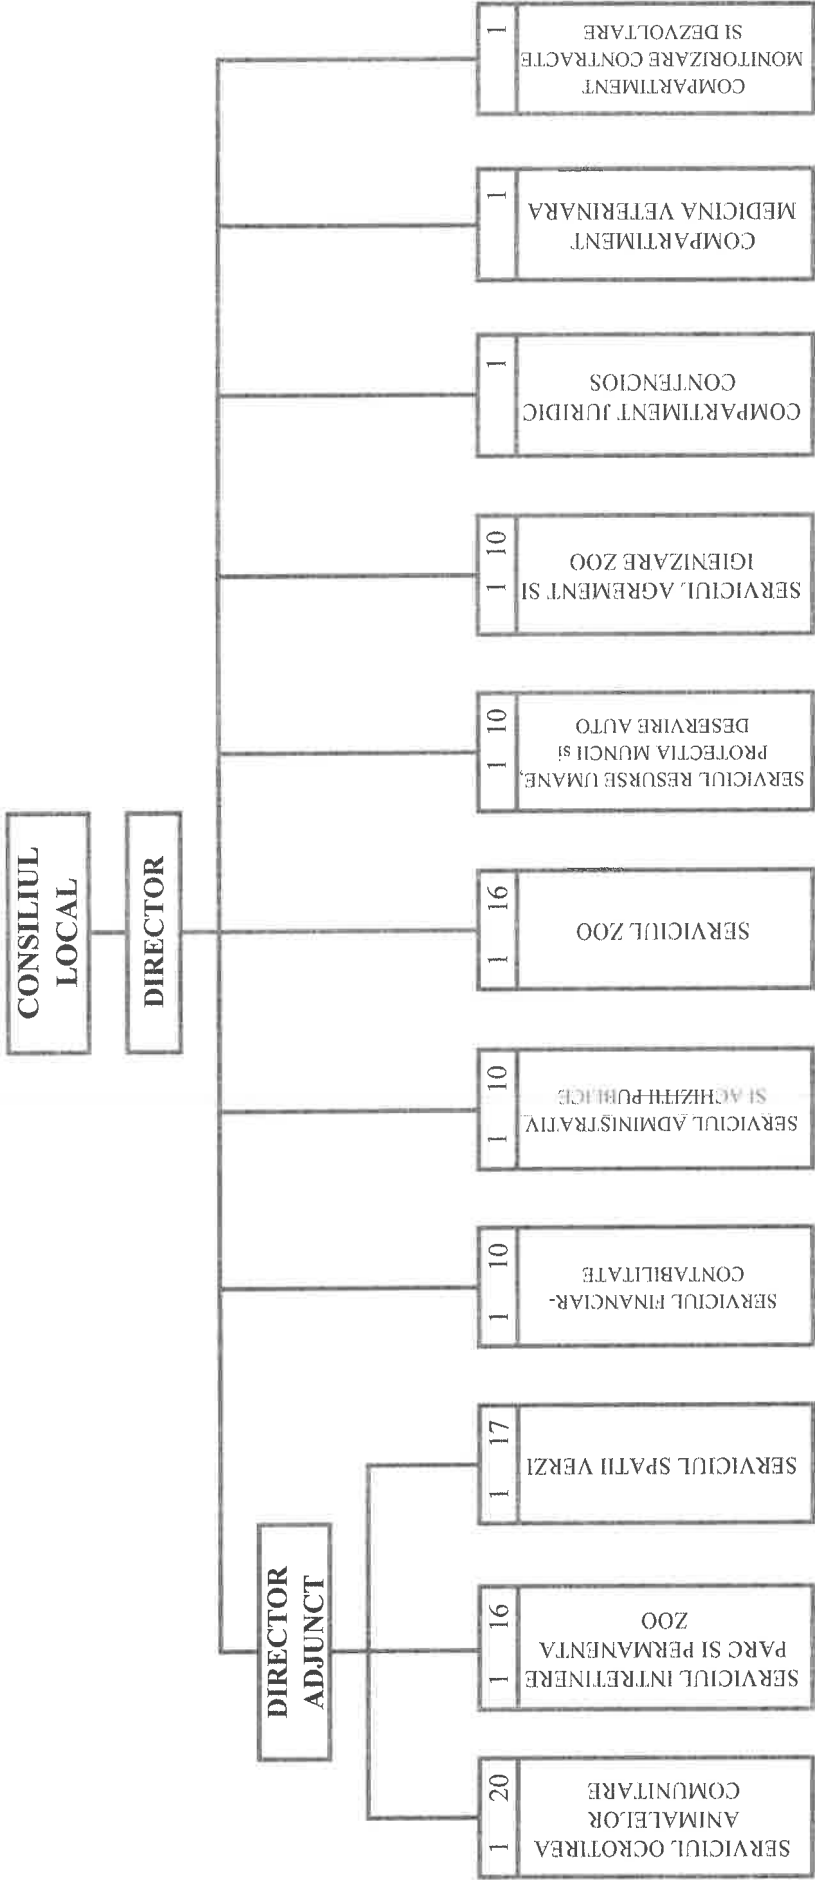 CONSILIUL
LOCAL
DIRECTOR
DIRECTOR
ADJUNCT
1 20
SERVICIUL OCROTIREA
ANIMALELOR
COMUNITARE
1 16
SERVICIUL INTRETINERE
PARC SI PERMANENTA
ZOO
1 17
SERVICIUL SPATII VERZI
1 10
SERVICIUL FINANCIAR-
CONTABILITATE
1 10
SERVICIUL ADMINISTRATIV
SI ACHIZITII PUBLICE
1 16
SERVICIUL ZOO
1 10
SERVICIUL RESURSE UMANE,
PROTECTIA MUNCII si
DESERVIRE AUTO
1 10
SERVICIUL AGREMENT SI
IGIENIZARE ZOO
1
COMPARTIMENT JURIDIC
CONTENCIOS
1
COMPARTIMENT
MEDICINA VETERINARA
1
COMPARTIMENT
MONITORIZARE CONTRACTE
SI DEZVOLTARE